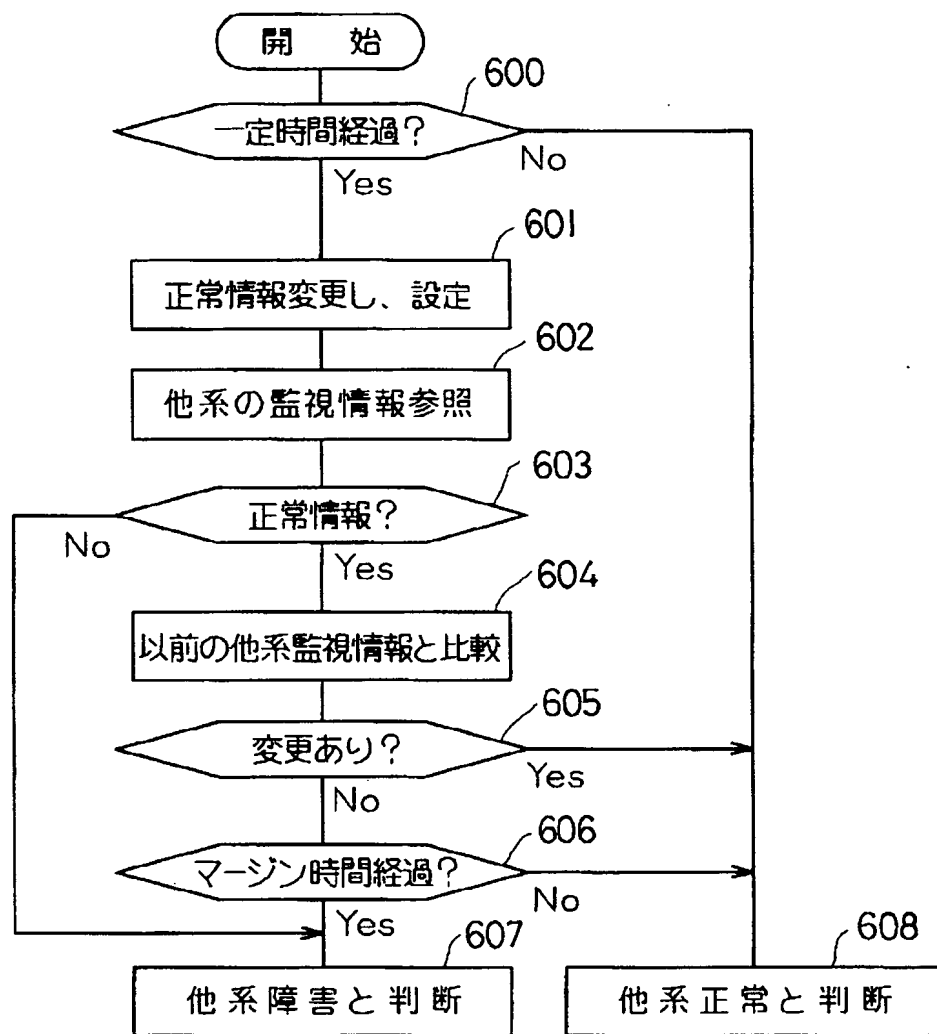 開 始
600
一定時間経過?
No
Yes
601
正常情報変更し、設定
602
他系の監視情報参照
603
正常情報?
No
Yes
604
以前の他系監視情報と比較
605
変更あり?
Yes
No
606
マージン時間経過?
No
Yes
607
他系障害と判断
608
他系正常と判断